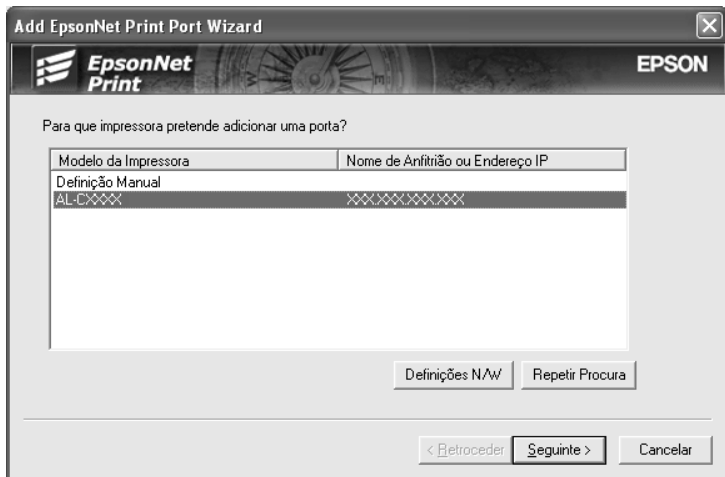 Add EpsonNet Print Port Wizard
EpsonNet
Print
EPSON
Para que impressora pretende adicionar uma porta?
Modelo da Impressora Nome de Anfitrião ou Endereço IP
Definição Manual
AL-CXXXX XXX.XXX.XXX.XXX
Definições N/W Repetir Procura
< Retroceder Seguinte > Cancelar